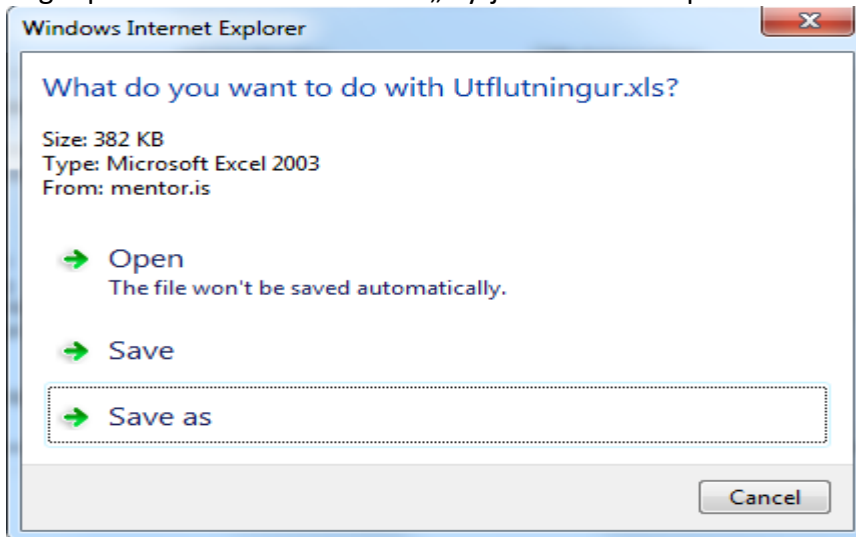 Windows Internet Explorer
What do you want to do with Utflutningur.xls?
Size: 382 KB
Type: Microsoft Excel 2003
From: mentor.is
Open
The file won't be saved automatically.
Save
Save as
Cancel